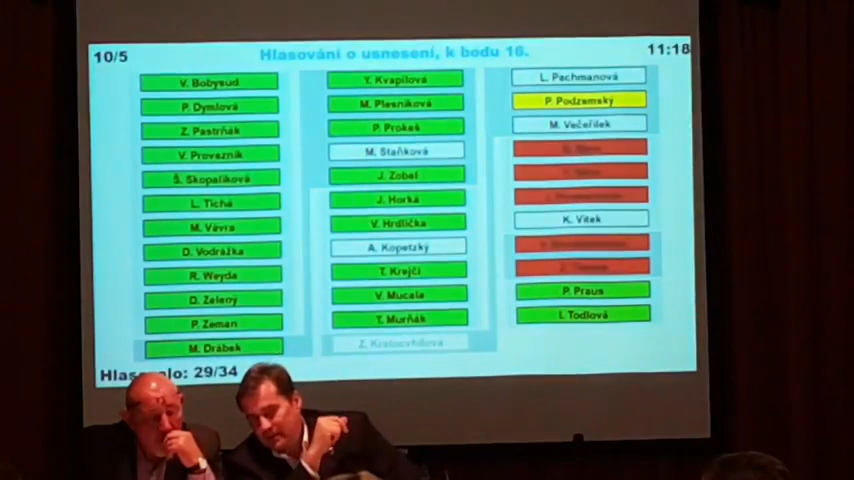 10/5
Hlasování o usnesení, k bodu 16.
11:18
V. Bobysud
P. Dymlová
Z. Pastrňák
V. Provazník
Š. Skopalíková
L. Tichá
M. Vávra
D. Vodrážka
R. Weyda
D. Zelený
P. Zeman
M. Drábek
Y. Kvapilová
M. Plesníková
P. Prokeš
M. Staňková
J. Zobal
J. Horká
V. Hrdlička
A. Kopetzký
T. Krejčí
V. Mucala
T. Murňák
Z. Kratochvílová
L. Pachmanová
P. Podzemský
M. Večeřílek
K. Vítek
P. Praus
I. Todlová
29/34